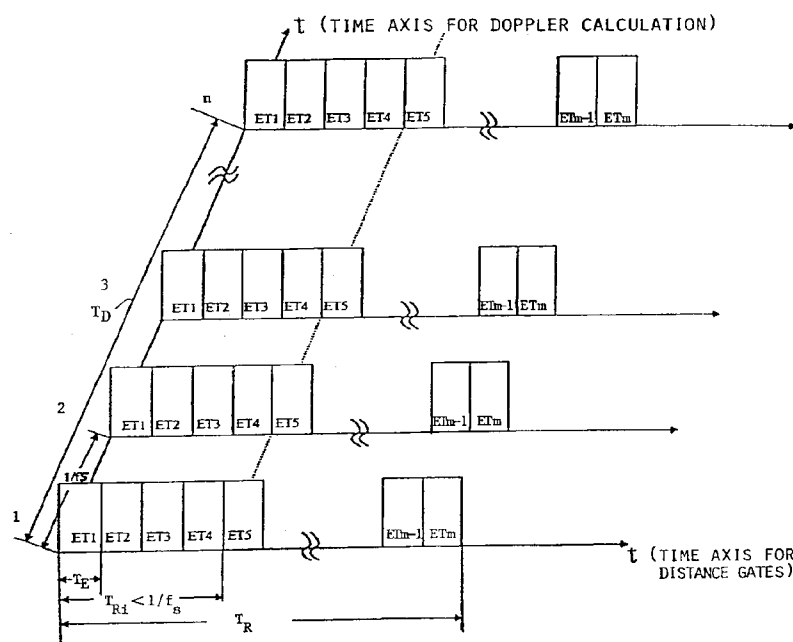 t (TIME AXIS FOR DOPPLER CALCULATION)
n
ET1 ET2 ET3 ET4 ET5 ETm-1 ETm
3
T_D
ET1 ET2 ET3 ET4 ET5 ETm-1 ETm
2
ET1 ET2 ET3 ET4 ET5 ETm-1 ETm
1/fs
1
ET1 ET2 ET3 ET4 ET5 ETm-1 ETm
t (TIME AXIS FOR
DISTANCE GATES)
T_E
T_Ri < 1/f_s
T_R